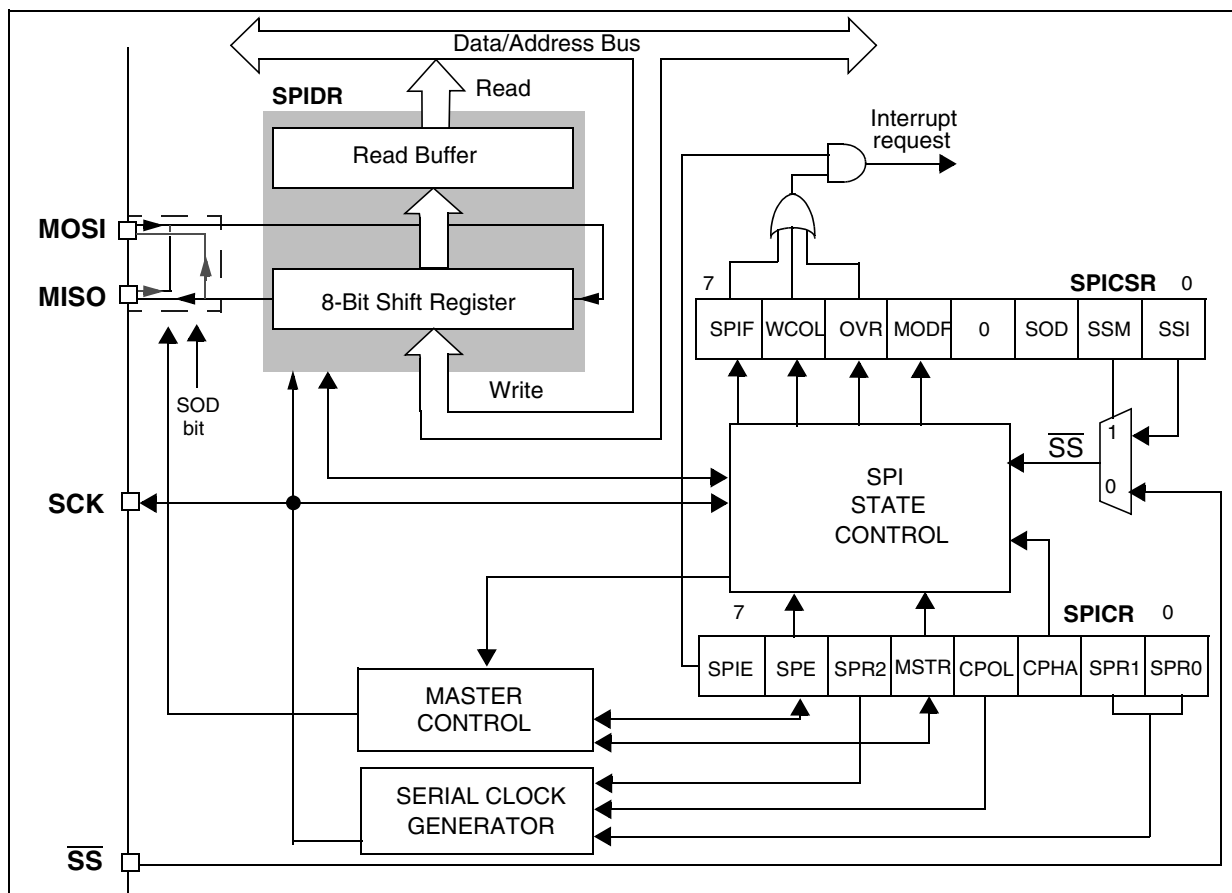 Data/Address Bus
SPIDR
Read
Read Buffer
Interrupt
request
MOSI
MISO
8-Bit Shift Register
7
SPICSR
0
SPIF WCOL OVR MODF 0 SOD SSM SSI
Write
SOD
bit
1
SS
0
SCK
SPI
STATE
CONTROL
7
SPICR
0
SPIE SPE SPR2 MSTR CPOL CPHA SPR1 SPR0
MASTER
CONTROL
SERIAL CLOCK
GENERATOR
SS